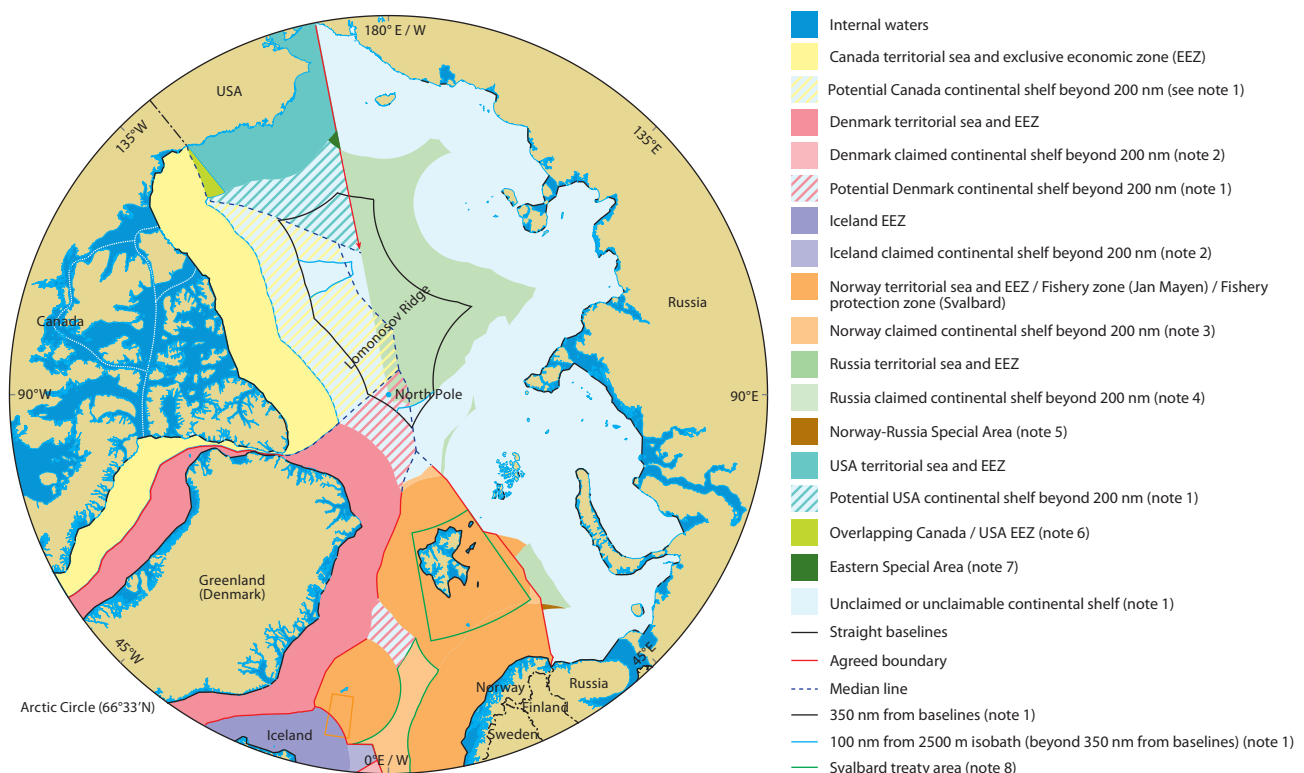 180° E / W
USA
135°W
135°E
Canada
Russia
Lomonosov Ridge
90°W
North Pole
90°E
Greenland
(Denmark)
45°W
45°E
Norway
Russia
Finland
Sweden
Arctic Circle (66°33’N)
Iceland
0°E / W
Internal waters
Canada territorial sea and exclusive economic zone (EEZ)
Potential Canada continental shelf beyond 200 nm (see note 1)
Denmark territorial sea and EEZ
Denmark claimed continental shelf beyond 200 nm (note 2)
Potential Denmark continental shelf beyond 200 nm (note 1)
Iceland EEZ
Iceland claimed continental shelf beyond 200 nm (note 2)
Norway territorial sea and EEZ / Fishery zone (Jan Mayen) / Fishery
protection zone (Svalbard)
Norway claimed continental shelf beyond 200 nm (note 3)
Russia territorial sea and EEZ
Russia claimed continental shelf beyond 200 nm (note 4)
Norway-Russia Special Area (note 5)
USA territorial sea and EEZ
Potential USA continental shelf beyond 200 nm (note 1)
Overlapping Canada / USA EEZ (note 6)
Eastern Special Area (note 7)
Unclaimed or unclaimable continental shelf (note 1)
Straight baselines
Agreed boundary
Median line
350 nm from baselines (note 1)
100 nm from 2500 m isobath (beyond 350 nm from baselines) (note 1)
Svalbard treaty area (note 8)